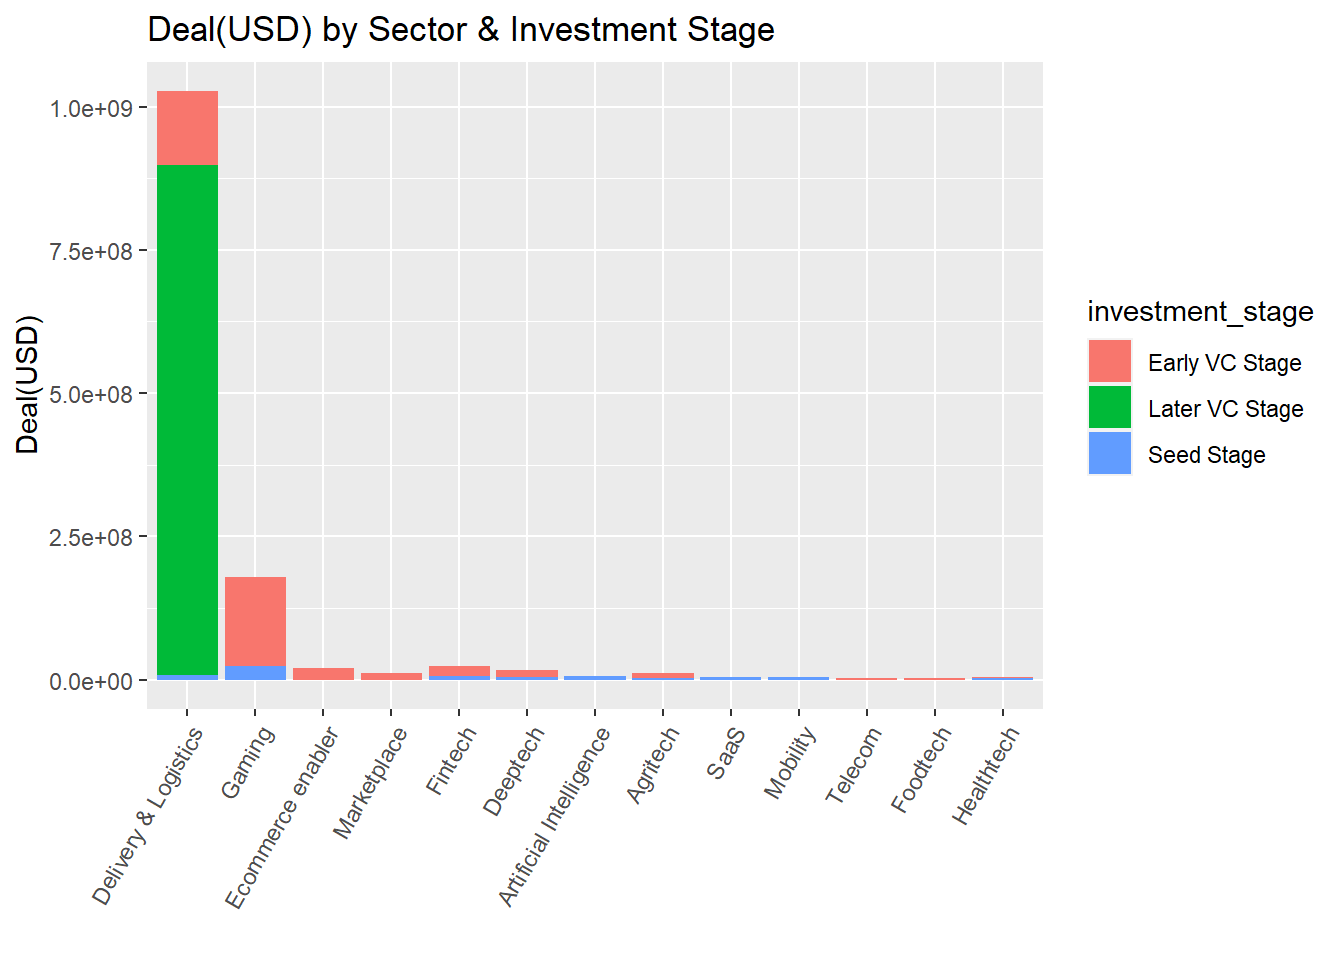 Deal(USD) by Sector & Investment Stage
1.0e+09
7.5e+08
5.0e+08
2.5e+08
0.0e+00
Deal(USD)
Delivery & Logistics
Gaming
Ecommerce enabler
Marketplace
Fintech
Deeptech
Artificial Intelligence
Agritech
SaaS
Mobility
Telecom
Foodtech
Healthtech
investment_stage
Early VC Stage
Later VC Stage
Seed Stage